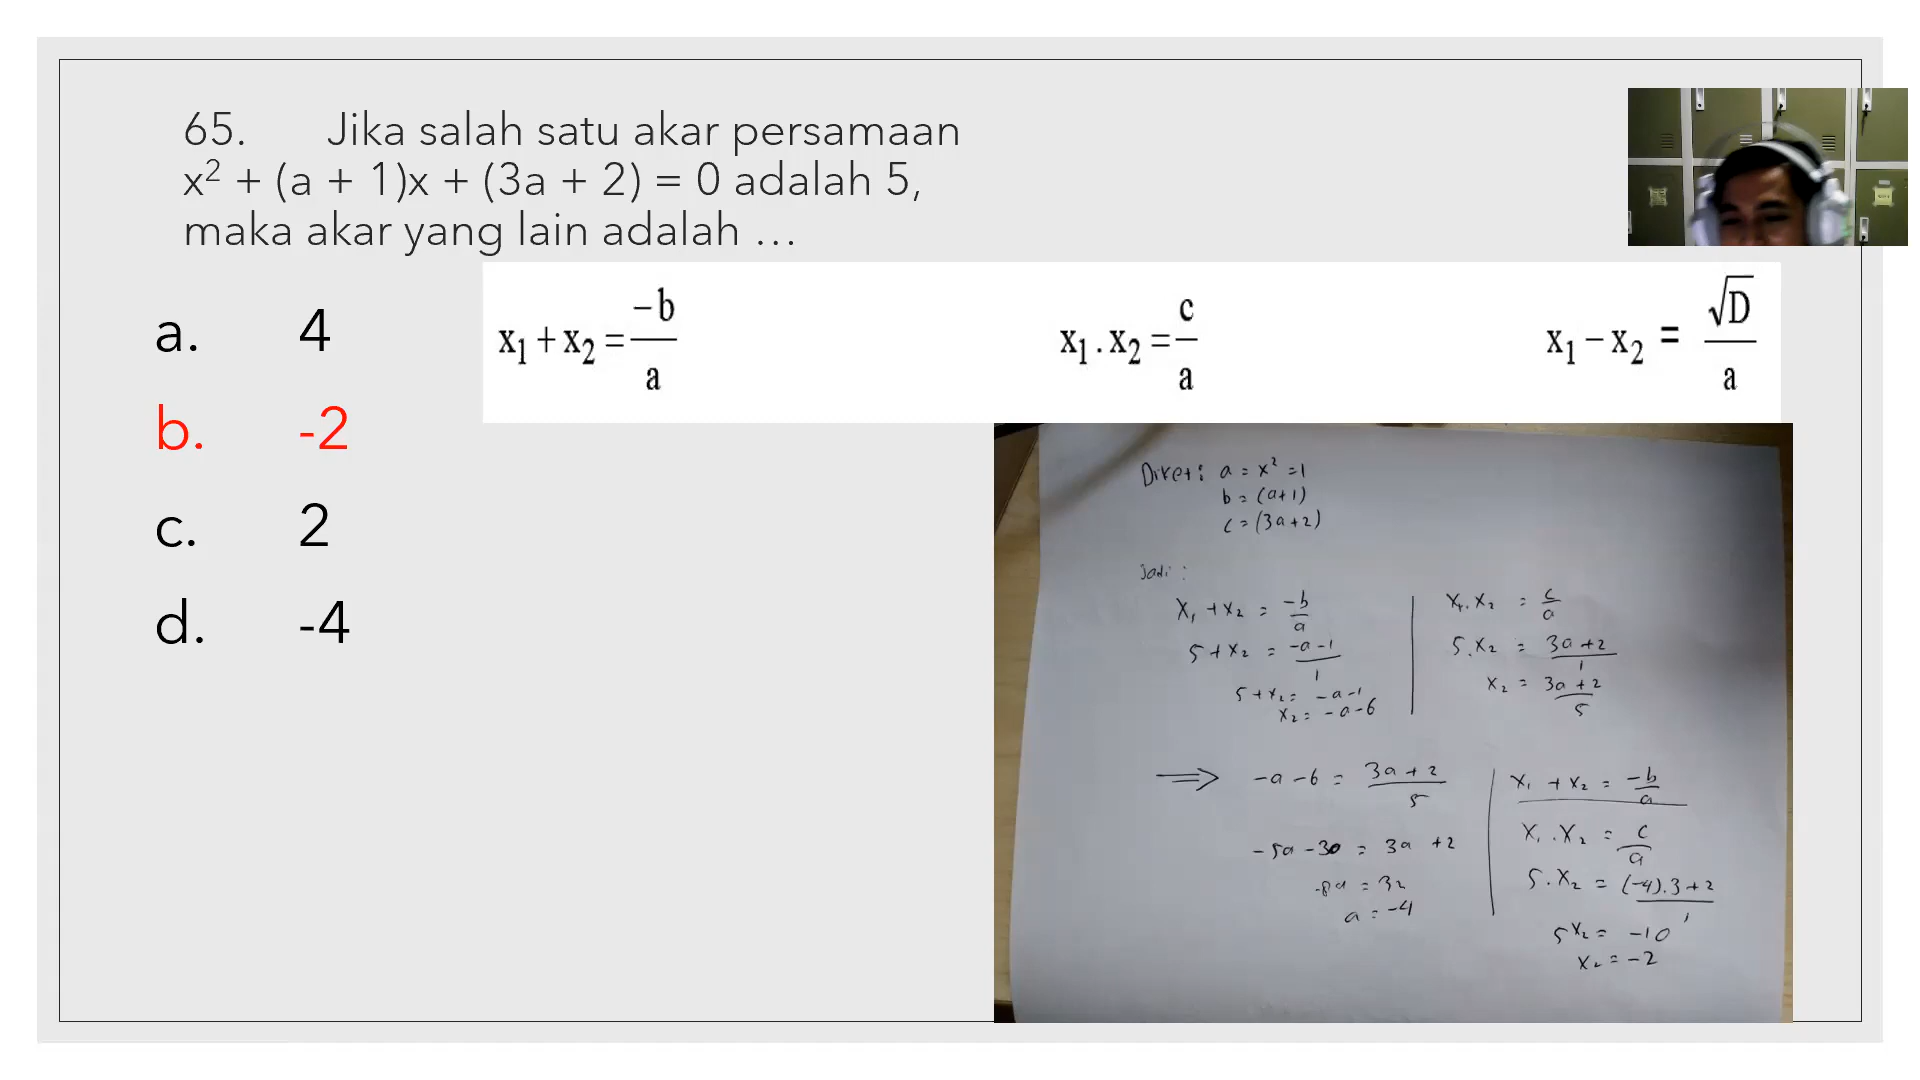 65. Jika salah satu akar persamaan
x² + (a + 1)x + (3a + 2) = 0 adalah 5,
maka akar yang lain adalah ...
a. 4
b. -2
c. 2
d. -4
x₁ + x₂ = -b/a
x₁ . x₂ = c/a
x₁ - x₂ = √D/a
Diket: a = x² = 1
b = (a+1)
c = (3a+2)
Jadi :
x₁ + x₂ = -b/a
5 + x₂ = -a-1/1
5 + x₂ = -a-1
x₂ = -a-6
x₁.x₂ = c/a
5.x₂ = 3a+2/1
x₂ = 3a+2/5
⇒ -a-6 = 3a+2/5
-5a-30 = 3a+2
-8a = 32
a = -4
x₁ + x₂ = -b/a
x₁.x₂ = c/a
5.x₂ = (-4).3+2/1
5x₂ = -10
x₂ = -2